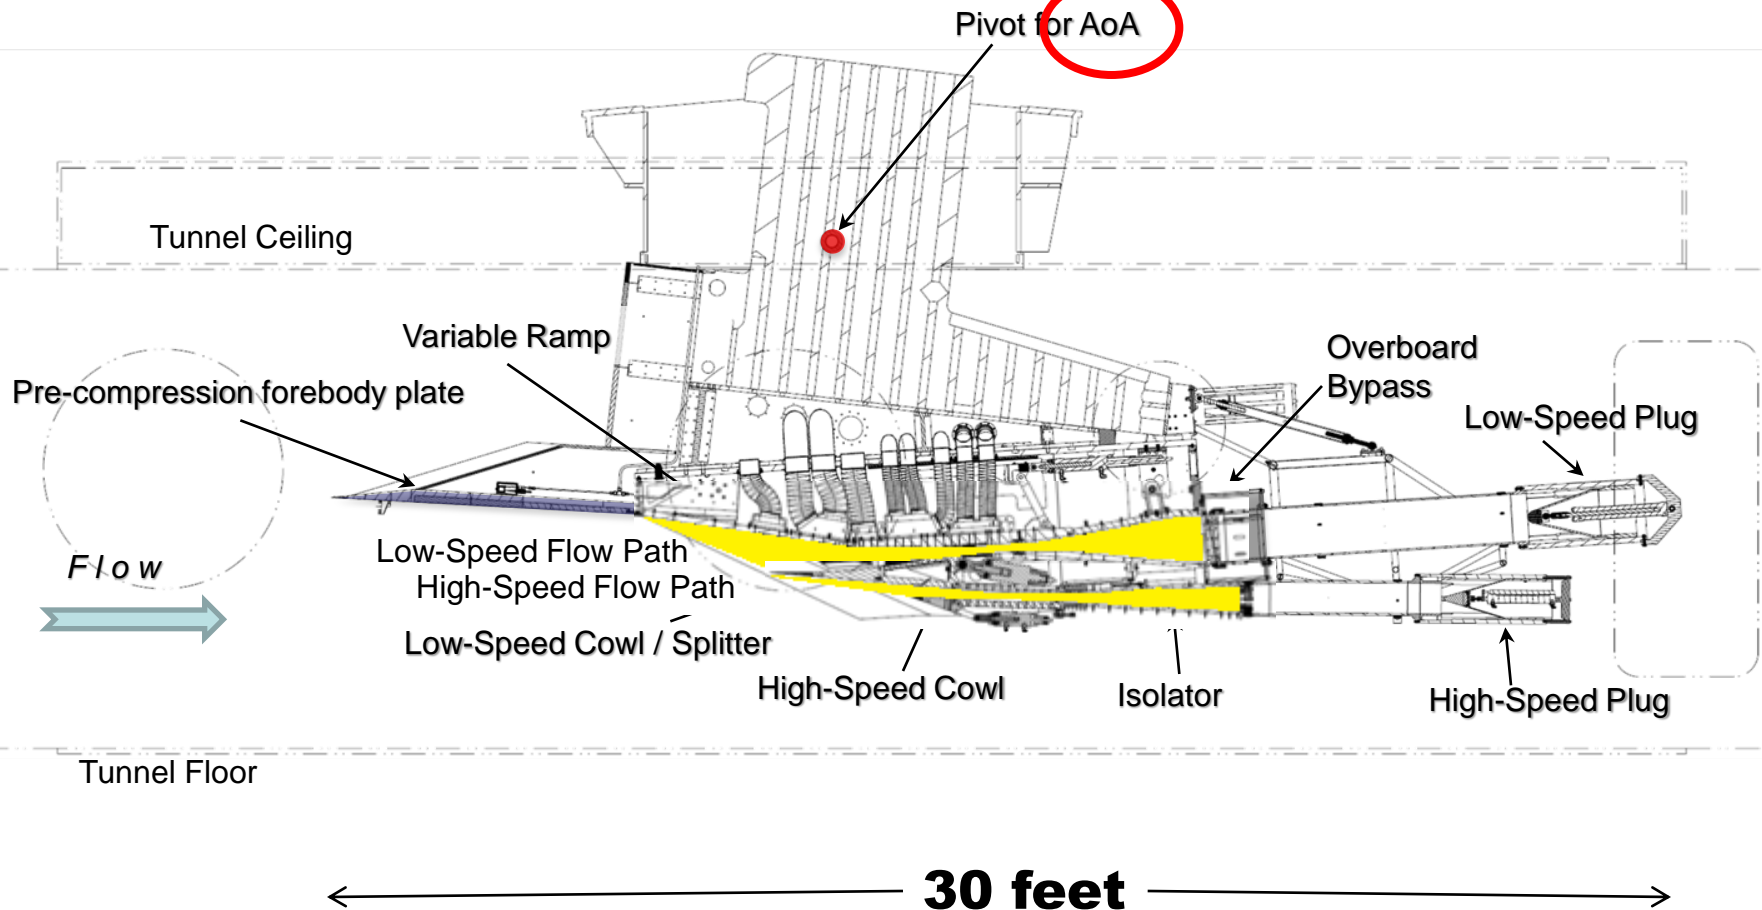 Pivot for AoA
Tunnel Ceiling
Variable Ramp
Pre-compression forebody plate
Overboard
Bypass
Low-Speed Plug
Flow
Low-Speed Flow Path
High-Speed Flow Path
Low-Speed Cowl / Splitter
High-Speed Cowl
Isolator
High-Speed Plug
Tunnel Floor
30 feet